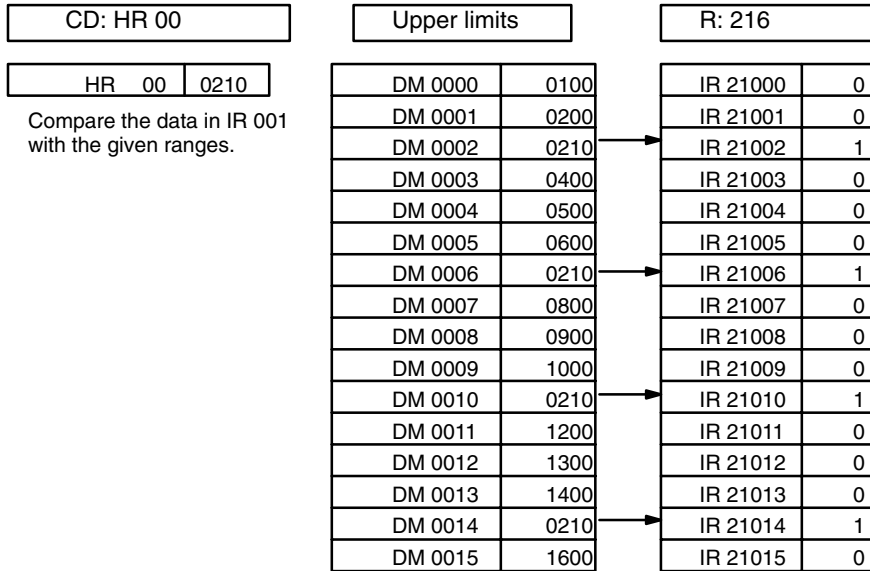 CD: HR 00 Upper limits R: 216
HR 00 0210
Compare the data in IR 001
with the given ranges.
DM 0000 0100 IR 21000 0
DM 0001 0200 IR 21001 0
DM 0002 0210 IR 21002 1
DM 0003 0400 IR 21003 0
DM 0004 0500 IR 21004 0
DM 0005 0600 IR 21005 0
DM 0006 0210 IR 21006 1
DM 0007 0800 IR 21007 0
DM 0008 0900 IR 21008 0
DM 0009 1000 IR 21009 0
DM 0010 0210 IR 21010 1
DM 0011 1200 IR 21011 0
DM 0012 1300 IR 21012 0
DM 0013 1400 IR 21013 0
DM 0014 0210 IR 21014 1
DM 0015 1600 IR 21015 0